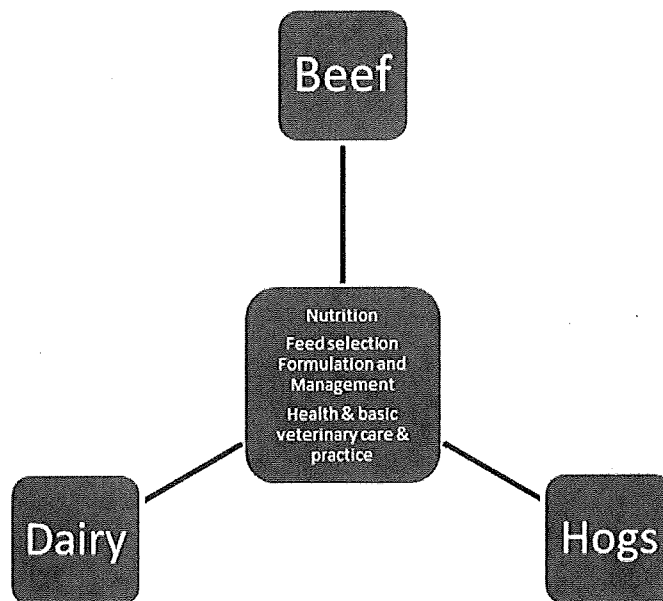 Beef
Nutrition
Feed selection
Formulation and
Management
Health & basic
veterinary care &
practice
Dairy
Hogs